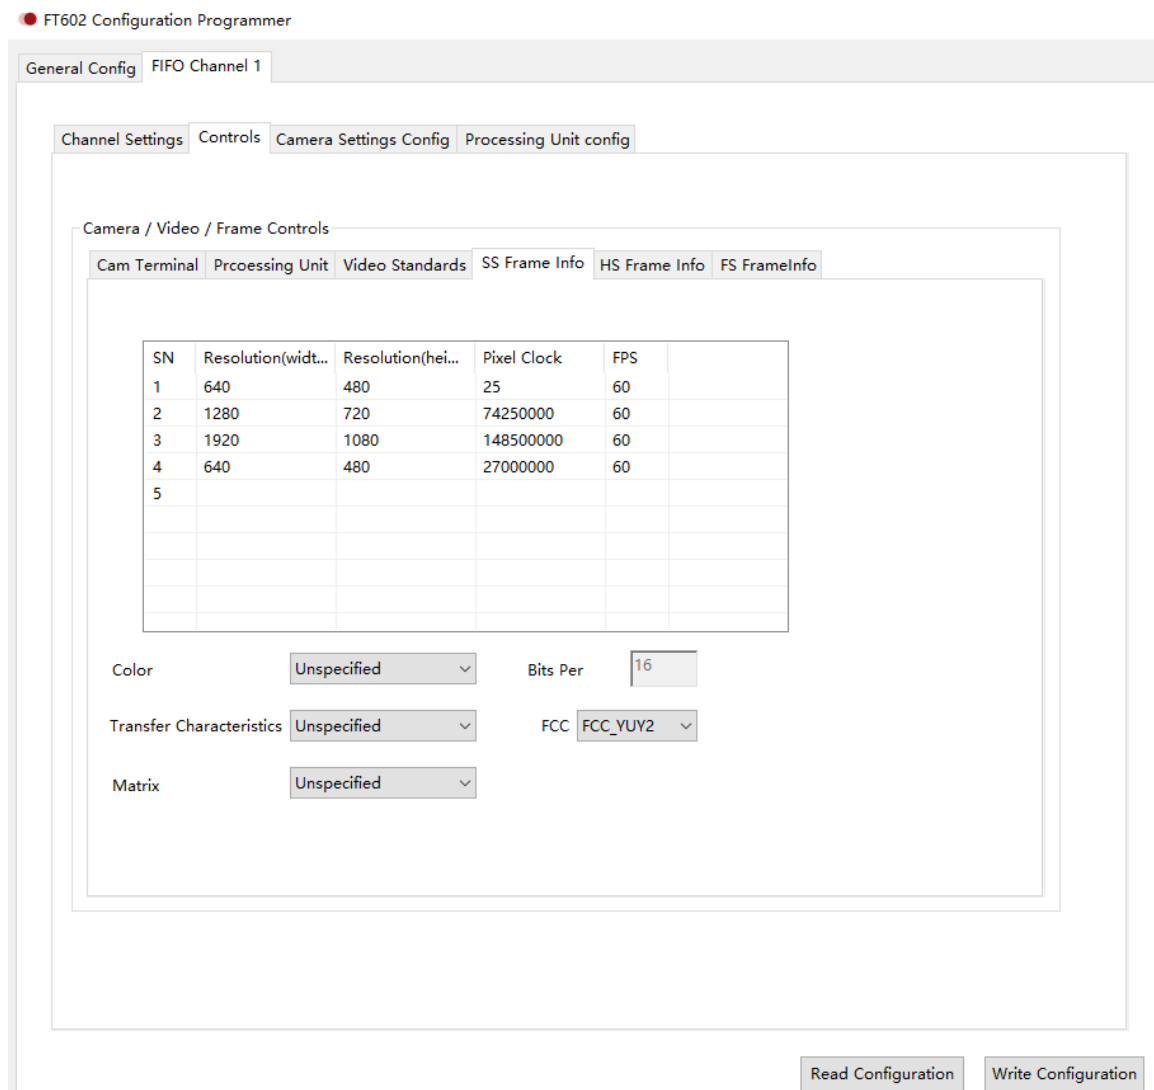 FT602 Configuration Programmer
General Config FIFO Channel 1
Channel Settings Controls Camera Settings Config Processing Unit config
Camera / Video / Frame Controls
Cam Terminal Prcoessing Unit Video Standards SS Frame Info HS Frame Info FS FrameInfo
SN Resolution(widt... Resolution(hei... Pixel Clock FPS
1 640 480 25 60
2 1280 720 74250000 60
3 1920 1080 148500000 60
4 640 480 27000000 60
5
Color Unspecified Bits Per 16
Transfer Characteristics Unspecified FCC FCC_YUY2
Matrix Unspecified
Read Configuration Write Configuration